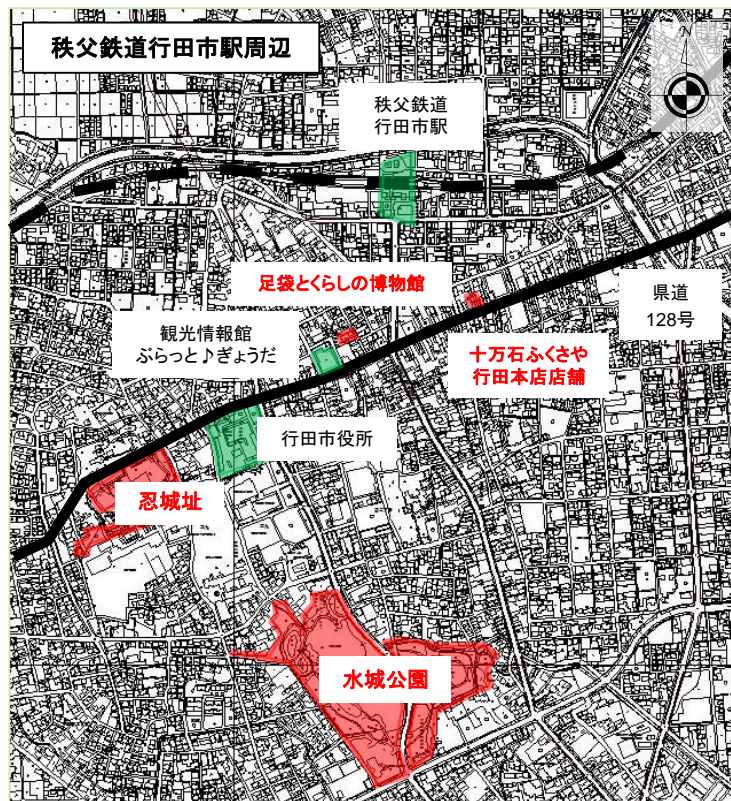 秩父鉄道行田市駅周辺
N
秩父鉄道
行田市駅
足袋とくらしの博物館
県道
128号
観光情報館
ぶらっと♪ぎょうだ
十万石ふくさや
行田本店店舗
行田市役所
忍城址
水城公園